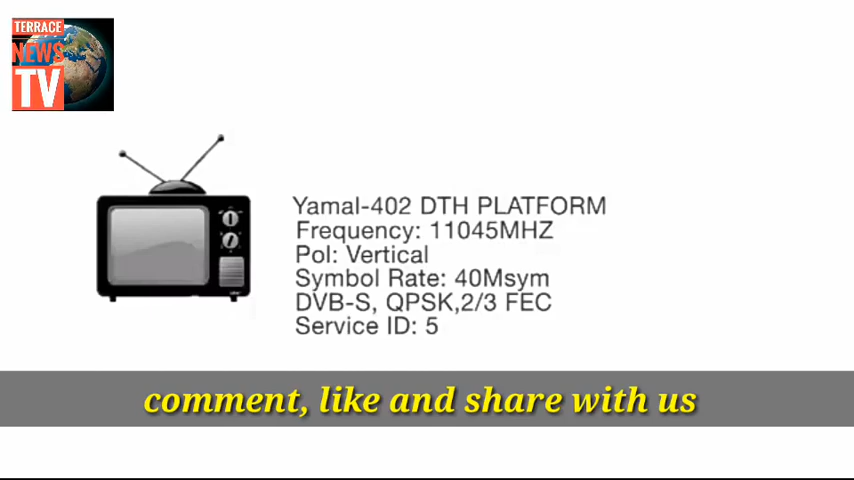 TERRACE
NEWS
TV
Yamal-402 DTH PLATFORM
Frequency: 11045MHZ
Pol: Vertical
Symbol Rate: 40Msym
DVB-S, QPSK,2/3 FEC
Service ID: 5
comment, like and share with us